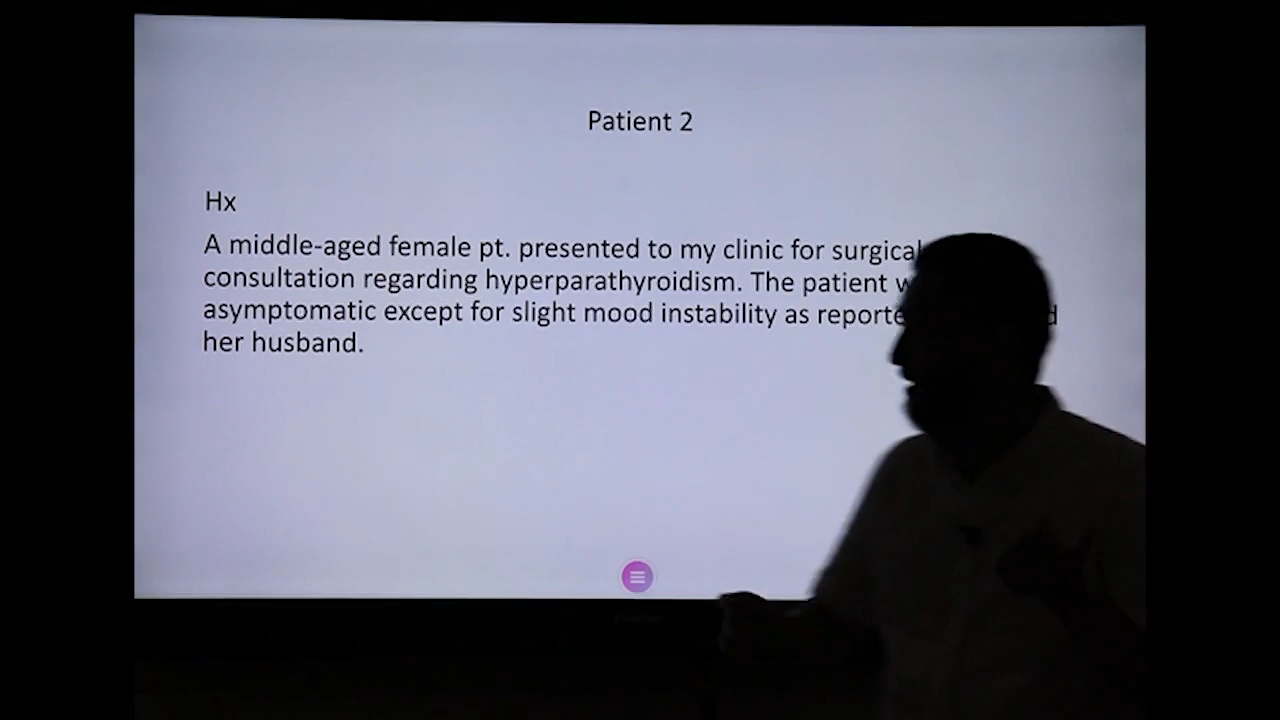 Patient 2
Hx
A middle-aged female pt. presented to my clinic for surgical
consultation regarding hyperparathyroidism. The patient
asymptomatic except for slight mood instability as
her husband.